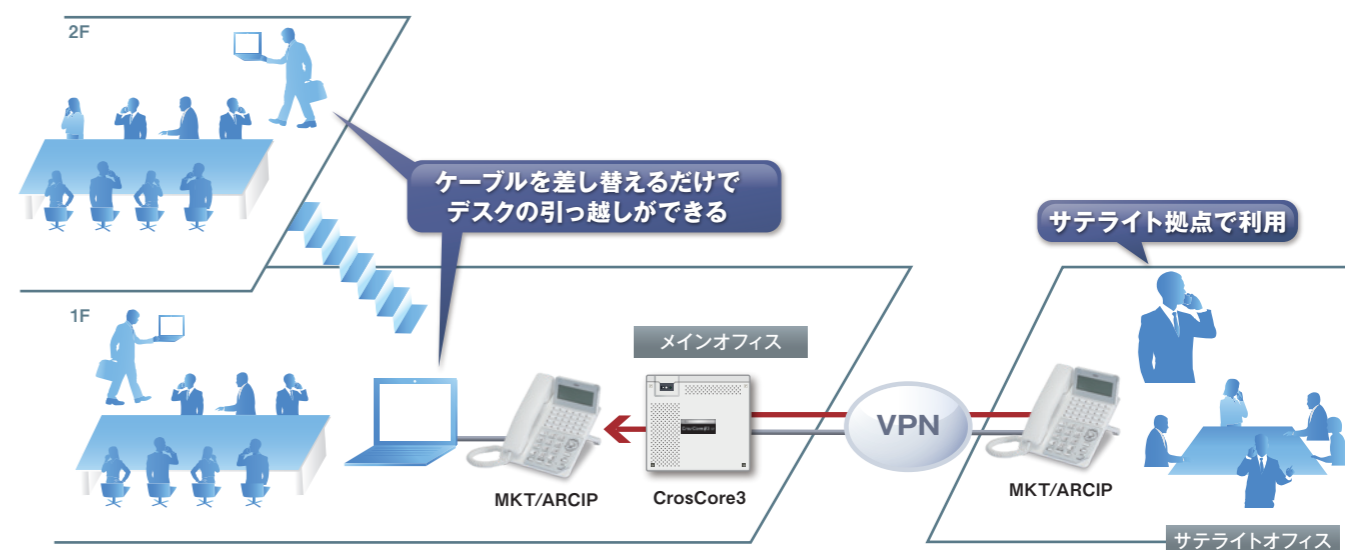 2F
ケーブルを差し替えるだけで
デスクの引っ越しができる
サテライト拠点で利用
1F
メインオフィス
VPN
MKT/ARCIP
CrosCore3
MKT/ARCIP
サテライトオフィス